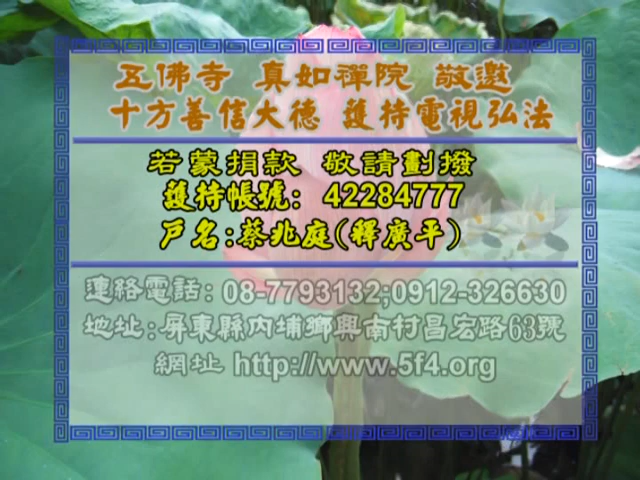 五佛寺 真如禪院 敬邀
十方善信大德 護持電視弘法
若蒙捐款 敬請劃撥
護持帳號: 42284777
戶名:蔡兆庭(釋廣平)
連絡電話: 08-7793132;0912-326630
地址:屏東縣內埔鄉興南村昌宏路63號
網址 http://www.5f4.org